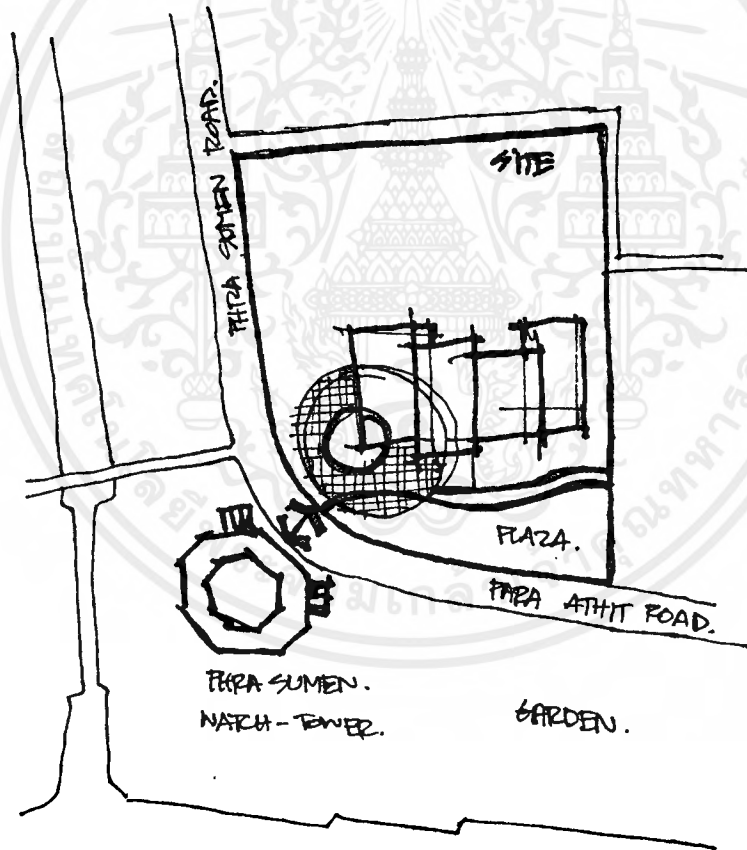 PHRA SUMEN ROAD.
SITE
PLAZA.
PHRA ATHIT ROAD.
PHRA SUMEN.
WATCH-TOWER.
GARDEN.